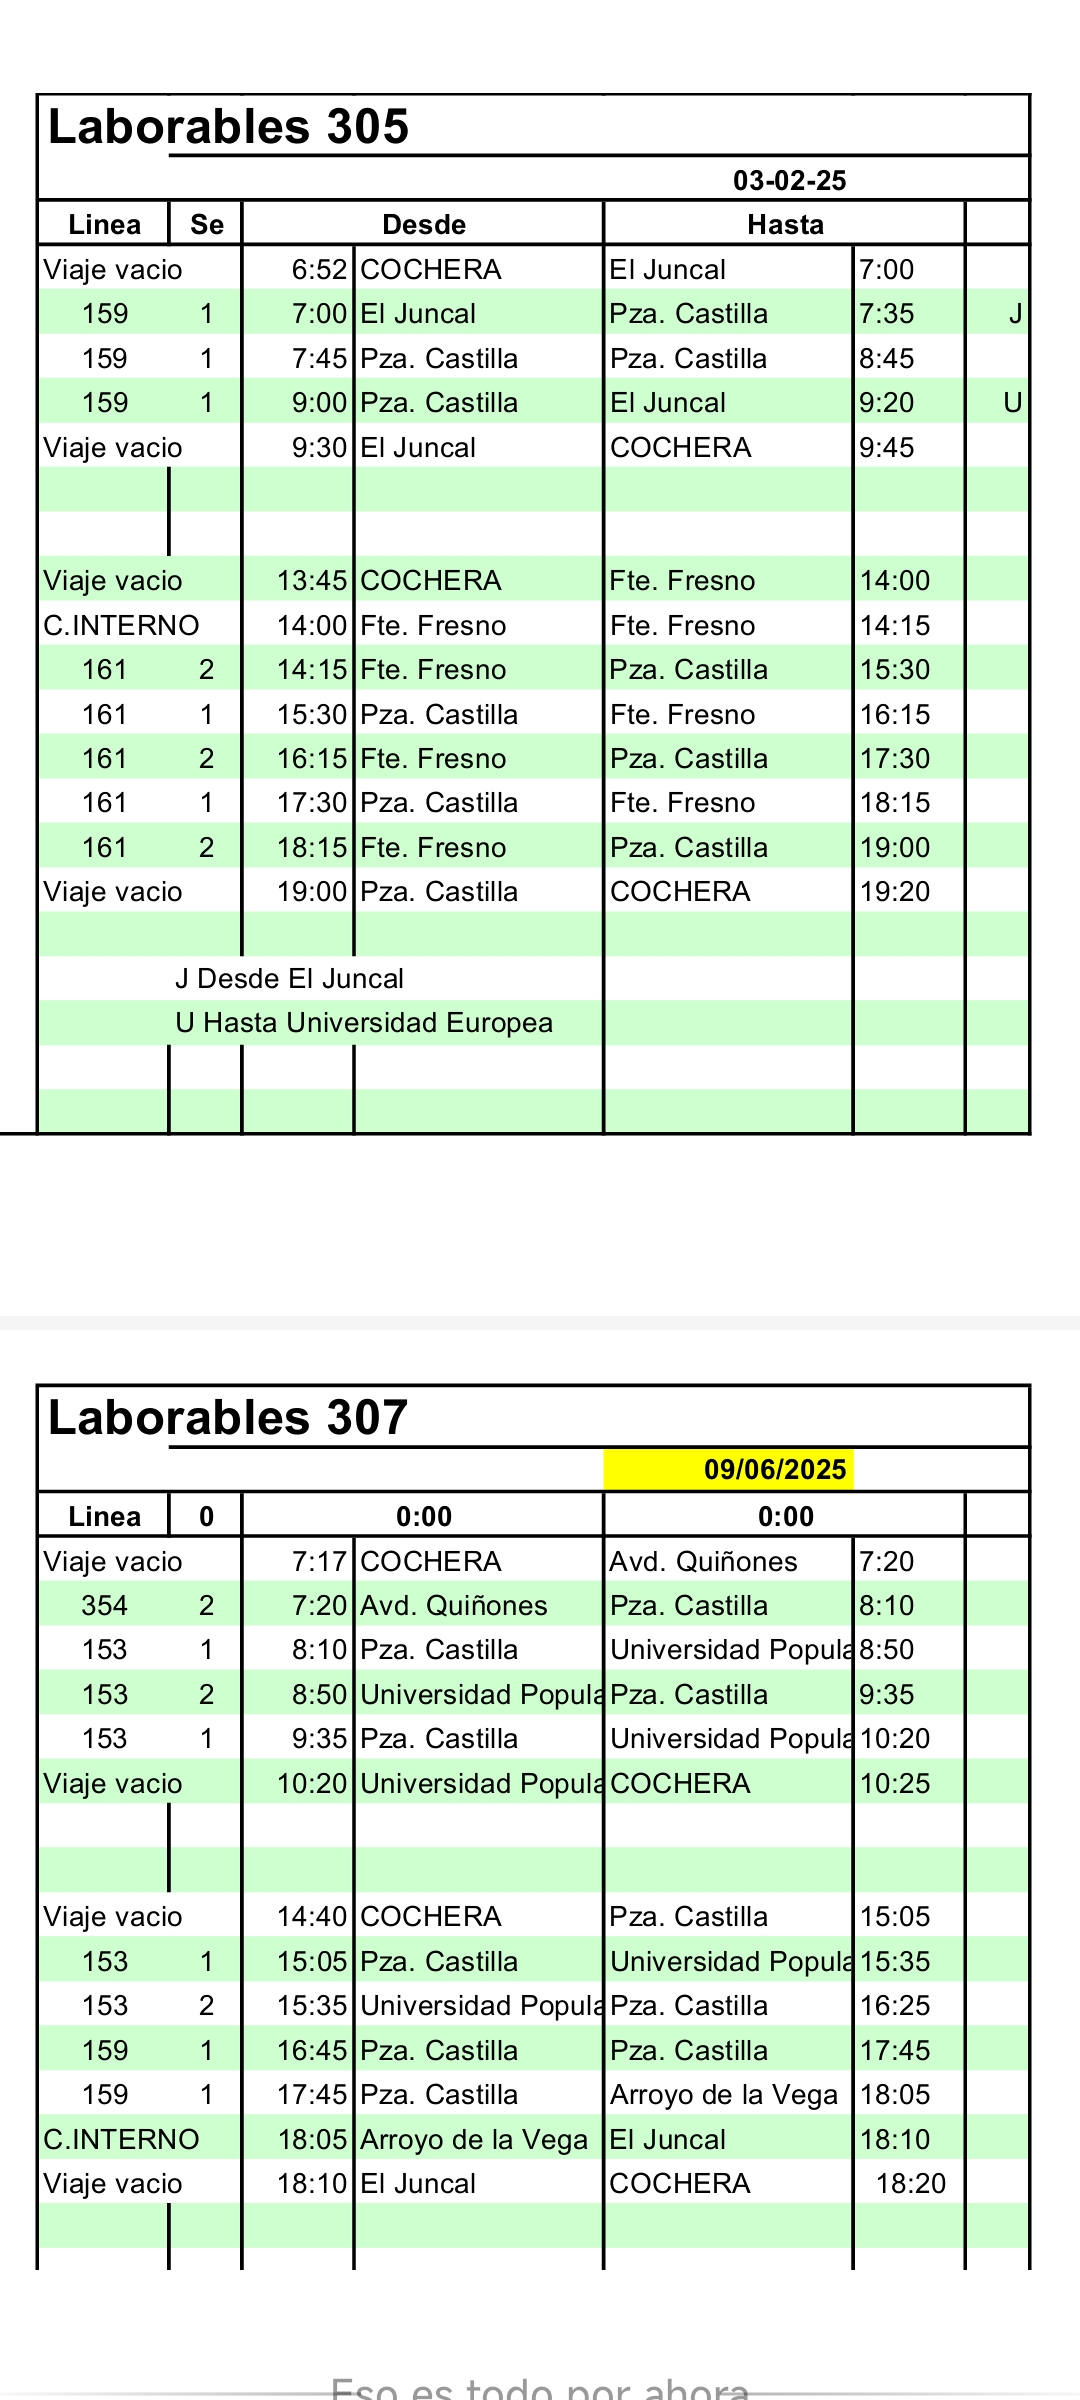 Laborables 305
03-02-25
Linea Se Desde Hasta
Viaje vacio 6:52 COCHERA El Juncal 7:00
159 1 7:00 El Juncal Pza. Castilla 7:35 J
159 1 7:45 Pza. Castilla Pza. Castilla 8:45
159 1 9:00 Pza. Castilla El Juncal 9:20 U
Viaje vacio 9:30 El Juncal COCHERA 9:45
Viaje vacio 13:45 COCHERA Fte. Fresno 14:00
C.INTERNO 14:00 Fte. Fresno Fte. Fresno 14:15
161 2 14:15 Fte. Fresno Pza. Castilla 15:30
161 1 15:30 Pza. Castilla Fte. Fresno 16:15
161 2 16:15 Fte. Fresno Pza. Castilla 17:30
161 1 17:30 Pza. Castilla Fte. Fresno 18:15
161 2 18:15 Fte. Fresno Pza. Castilla 19:00
Viaje vacio 19:00 Pza. Castilla COCHERA 19:20
J Desde El Juncal
U Hasta Universidad Europea
Laborables 307
09/06/2025
Linea 0 0:00 0:00
Viaje vacio 7:17 COCHERA Avd. Quiñones 7:20
354 2 7:20 Avd. Quiñones Pza. Castilla 8:10
153 1 8:10 Pza. Castilla Universidad Popula 8:50
153 2 8:50 Universidad Popula Pza. Castilla 9:35
153 1 9:35 Pza. Castilla Universidad Popula 10:20
Viaje vacio 10:20 Universidad Popula COCHERA 10:25
Viaje vacio 14:40 COCHERA Pza. Castilla 15:05
153 1 15:05 Pza. Castilla Universidad Popula 15:35
153 2 15:35 Universidad Popula Pza. Castilla 16:25
159 1 16:45 Pza. Castilla Pza. Castilla 17:45
159 1 17:45 Pza. Castilla Arroyo de la Vega 18:05
C.INTERNO 18:05 Arroyo de la Vega El Juncal 18:10
Viaje vacio 18:10 El Juncal COCHERA 18:20
Eso es todo por ahora